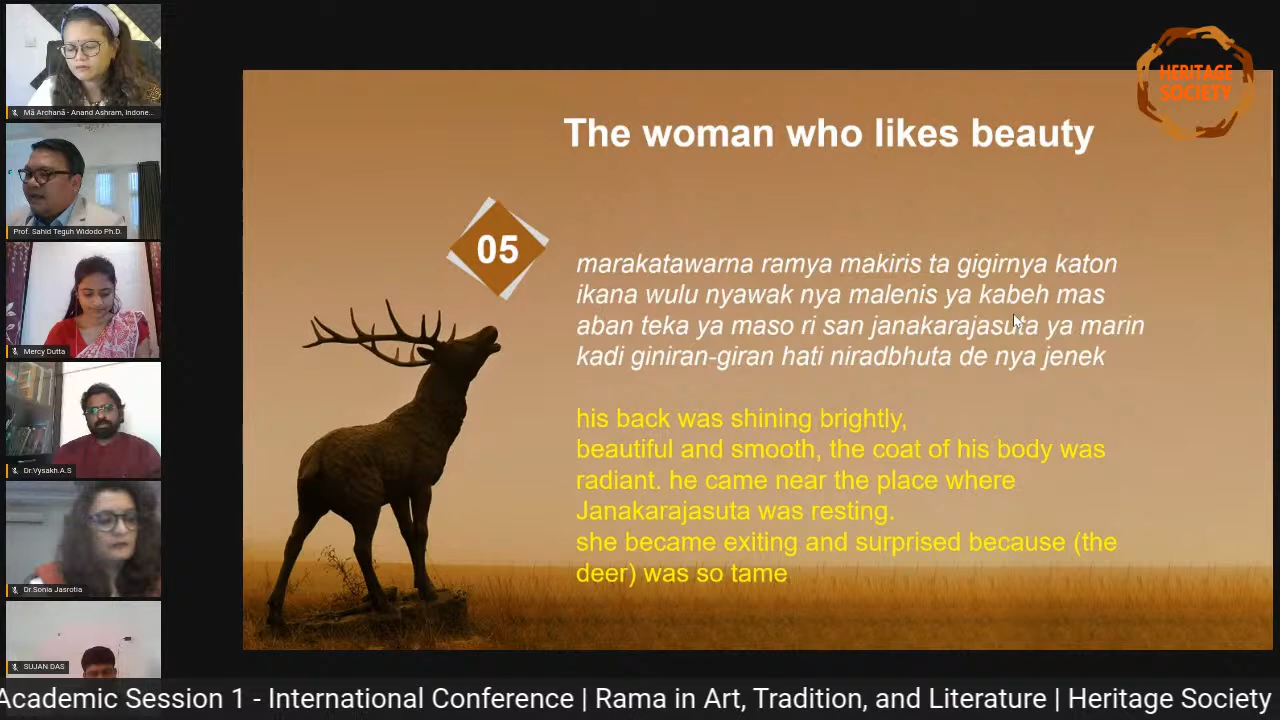 Mā Archanā - Anand Ashram, Indone...
Prof. Sahid Teguh Widodo Ph.D.
Mercy Dutta
Dr.Vysakh.A.S
Dr.Sonia Jasrotia
SUJAN DAS
HERITAGE
SOCIETY
The woman who likes beauty
05
marakatawarna ramya makiris ta gigirnya katon
ikana wulu nyawak nya malenis ya kabeh mas
aban teka ya maso ri san janakarajasuta ya marin
kadi giniran-giran hati niradbhuta de nya jenek
his back was shining brightly,
beautiful and smooth, the coat of his body was
radiant. he came near the place where
Janakarajasuta was resting.
she became exiting and surprised because (the
deer) was so tame
Academic Session 1 - International Conference | Rama in Art, Tradition, and Literature | Heritage Society